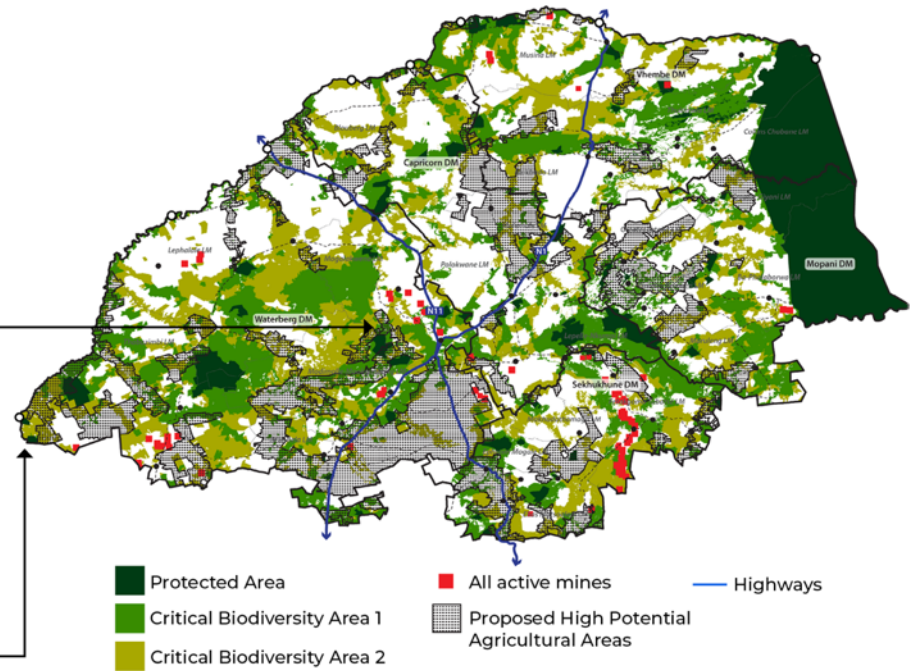 Musina LM
Vhembe DM
Collins Chabane LM
Capricorn DM
Mopani DM
Lephalale LM
Polokwane LM
N1
N11
Waterberg DM
Sekhukhune DM
Protected Area
Critical Biodiversity Area 1
Critical Biodiversity Area 2
All active mines
Proposed High Potential
Agricultural Areas
Highways